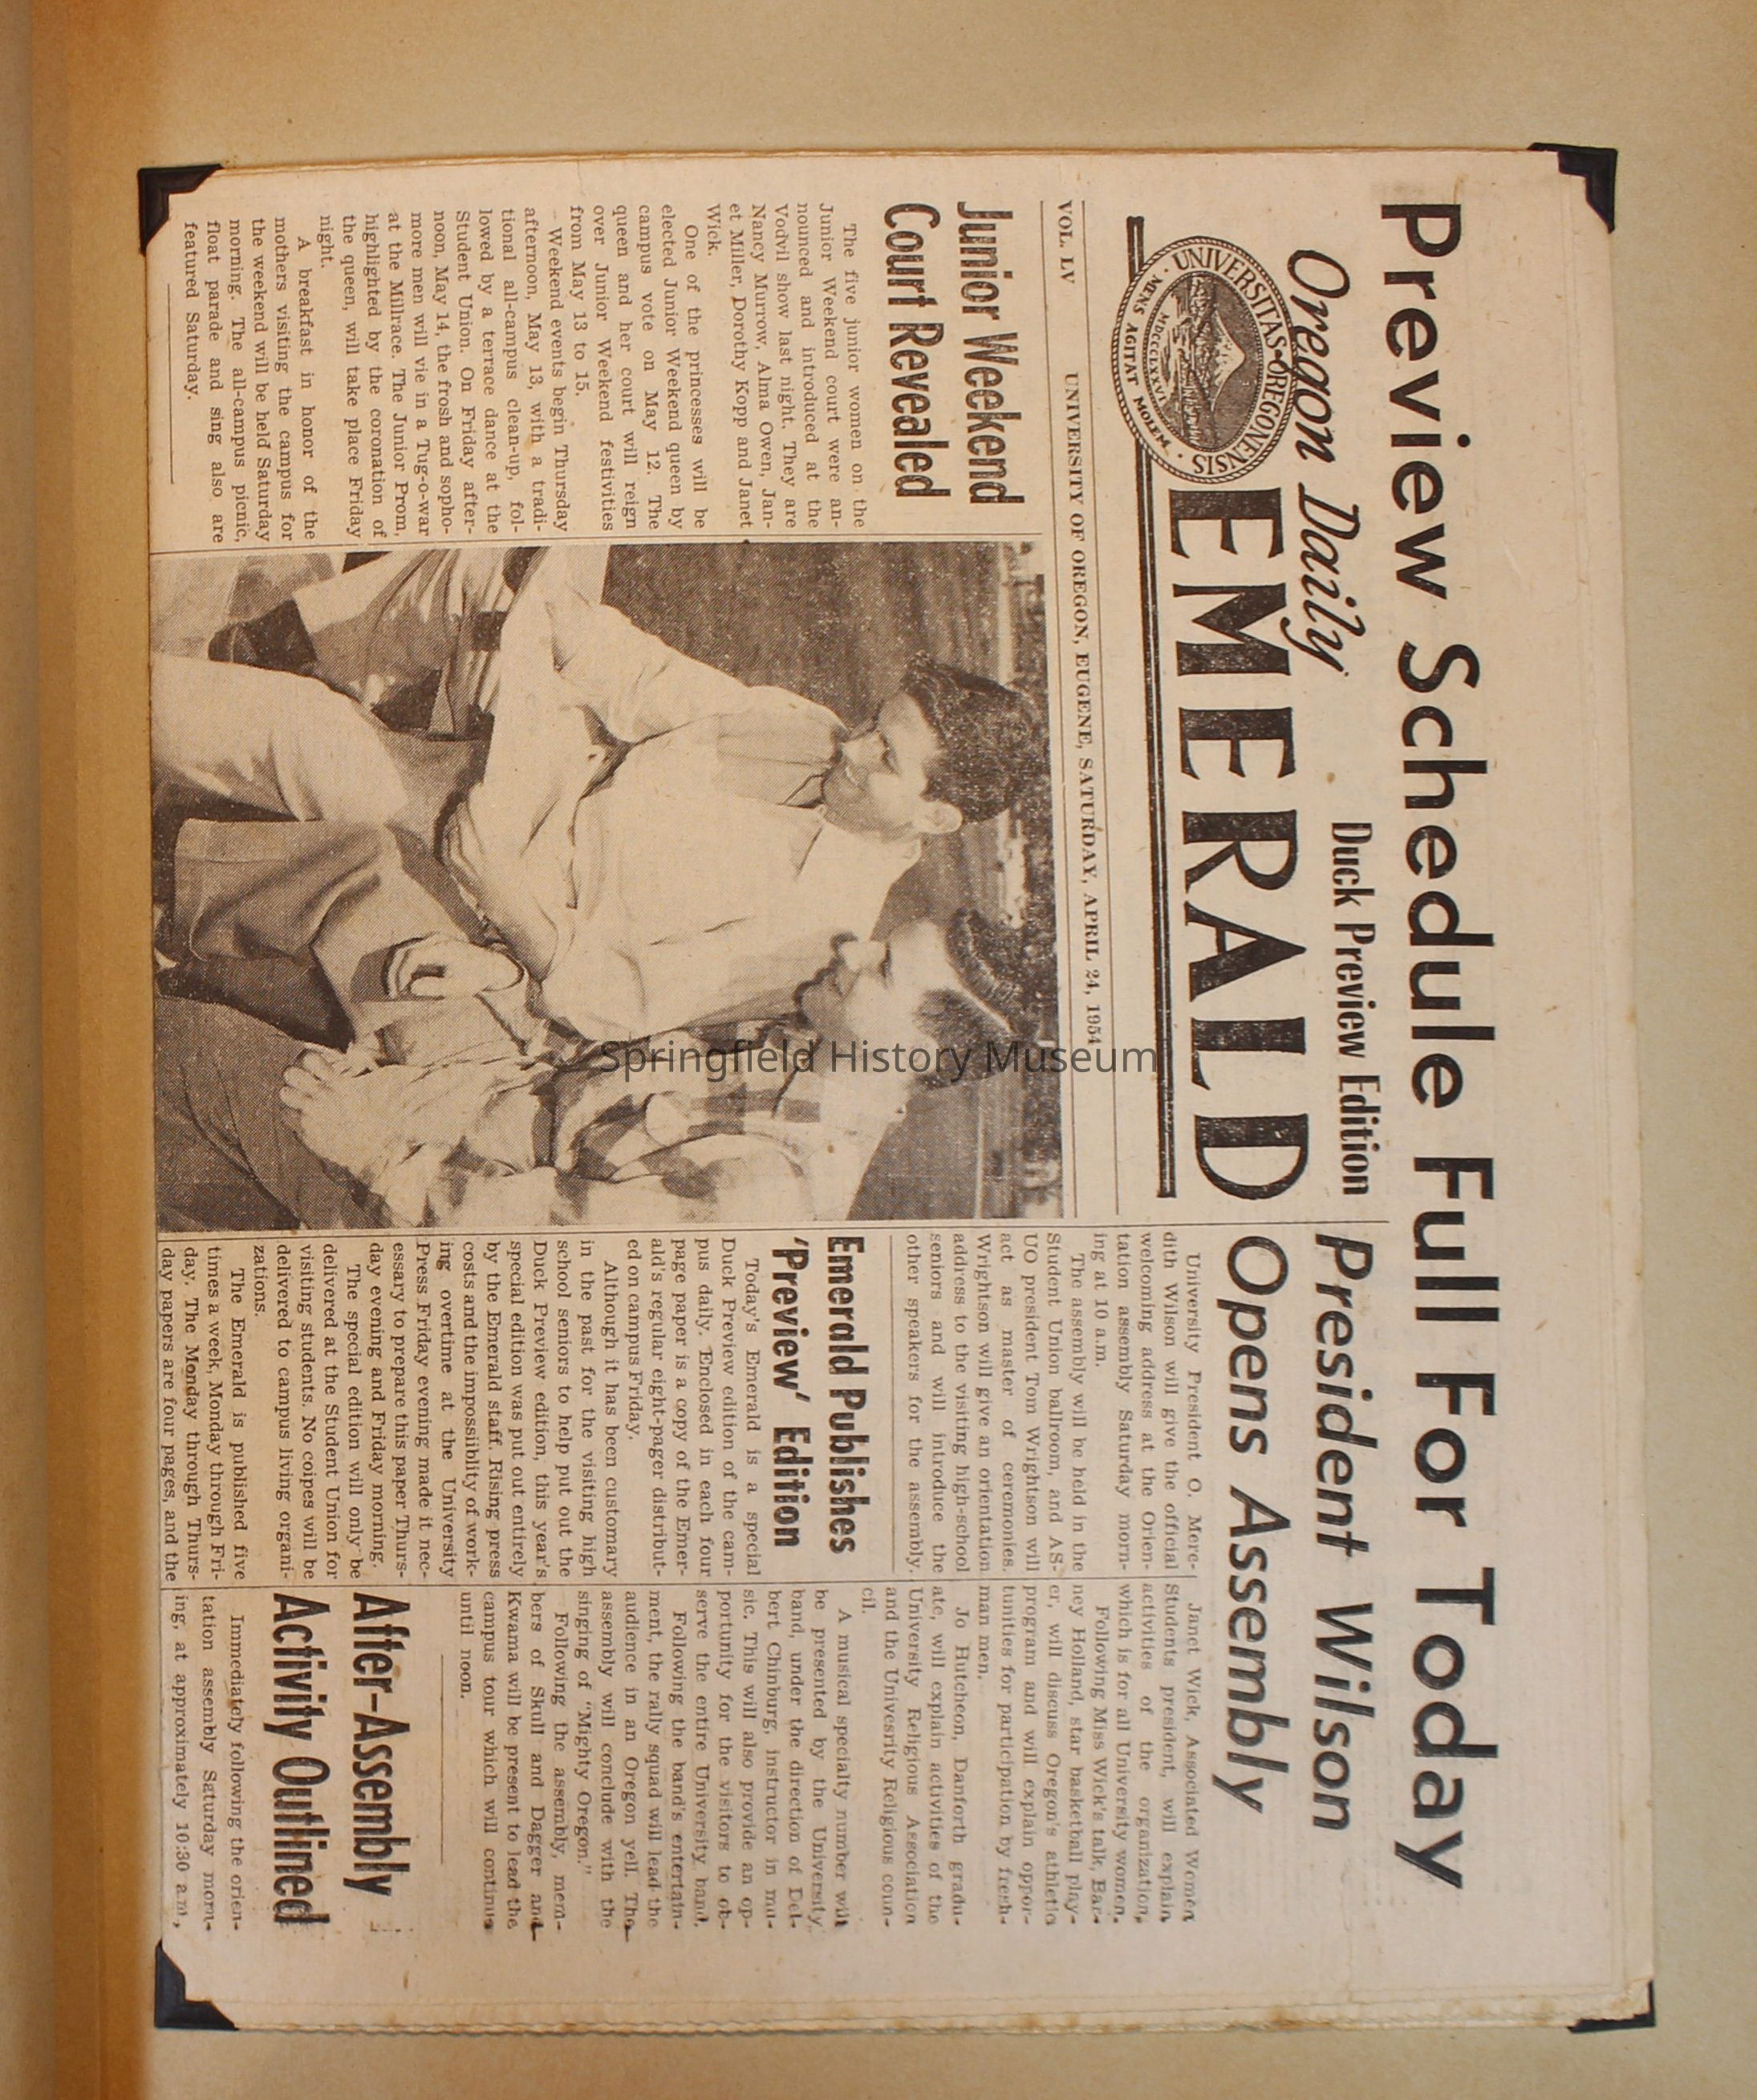 Preview Schedule Full For Today
Oregon Daily
Duck Preview Edition
EMERALD
UNIVERSITAS OREGONENSIS
MENS AGITAT MOLEM
MDCCCLXXVI
VOL. LV
UNIVERSITY OF OREGON, EUGENE, SATURDAY, APRIL 24, 1954
Junior Weekend
Court Revealed
The five junior women on the
Junior Weekend court were an-
nounced and introduced at the
Vodvil show last night. They are
Nancy Murrow, Alma Owen, Jan-
et Miller, Dorothy Kopp and Janet
Wick.
One of the princesses will be
elected Junior Weekend queen by
campus vote on May 12. The
queen and her court will reign
over Junior Weekend festivities
from May 13 to 15.
Weekend events begin Thursday
afternoon, May 13, with a tradi-
tional all-campus clean-up, fol-
lowed by a terrace dance at the
Student Union. On Friday after-
noon, May 14, the frosh and sopho-
more men will vie in a Tug-o-war
at the Millrace. The Junior Prom,
highlighted by the coronation of
the queen, will take place Friday
night.
A breakfast in honor of the
mothers visiting the campus for
the weekend will be held Saturday
morning. The all-campus picnic,
float parade and sing also are
featured Saturday.
President Wilson
Opens Assembly
University President O. Mere-
dith Wilson will give the official
welcoming address at the Orien-
tation assembly Saturday morn-
ing at 10 a.m.
The assembly will be held in the
Student Union ballroom, and AS-
UO president Tom Wrightson will
act as master of ceremonies.
Wrightson will give an orientation
address to the visiting high-school
seniors and will introduce the
other speakers for the assembly.
Emerald Publishes
'Preview' Edition
Today's Emerald is a special
Duck Preview edition of the cam-
pus daily. Enclosed in each four
page paper is a copy of the Emer-
ald's regular eight-pager distribut-
ed on campus Friday.
Although it has been customary
in the past for the visiting high
school seniors to help put out the
Duck Preview edition, this year's
special edition was put out entirely
by the Emerald staff. Rising press
costs and the impossiblity of work-
ing overtime at the University
Press Friday evening made it nec-
essary to prepare this paper Thurs-
day evening and Friday morning.
The special edition will only be
delivered at the Student Union for
visiting students. No coipes will be
delivered to campus living organi-
zations.
The Emerald is published five
times a week, Monday through Fri-
day. The Monday through Thurs-
day papers are four pages, and the
Janet Wick, Associated Women
Students president, will explain
activities of the organization,
which is for all University women.
Following Miss Wick's talk, Bar-
ney Holland, star basketball play-
er, will discuss Oregon's athletic
program and will explain oppor-
tunities for participation by fresh-
man men.
Jo Hutcheon, Danforth gradu-
ate, will explain activities of the
University Religious Association
and the Univesrity Religious coun-
cil.
A musical specialty number will
be presented by the University
band, under the direction of Del-
bert Chinburg, instructor in mu-
sic. This will also provide an op-
portunity for the visitors to ob-
serve the entire University band.
Following the band's entertain-
ment, the rally squad will lead the
audience in an Oregon yell. The
assembly will conclude with the
singing of "Mighty Oregon."
Following the assembly, mem-
bers of Skull and Dagger and
Kwama will be present to lead the
campus tour which will continue
until noon.
After-Assembly
Activity Outlined
Immediately following the orien-
tation assembly Saturday morn-
ing, at approximately 10:30 a.m.,
Springfield History Museum